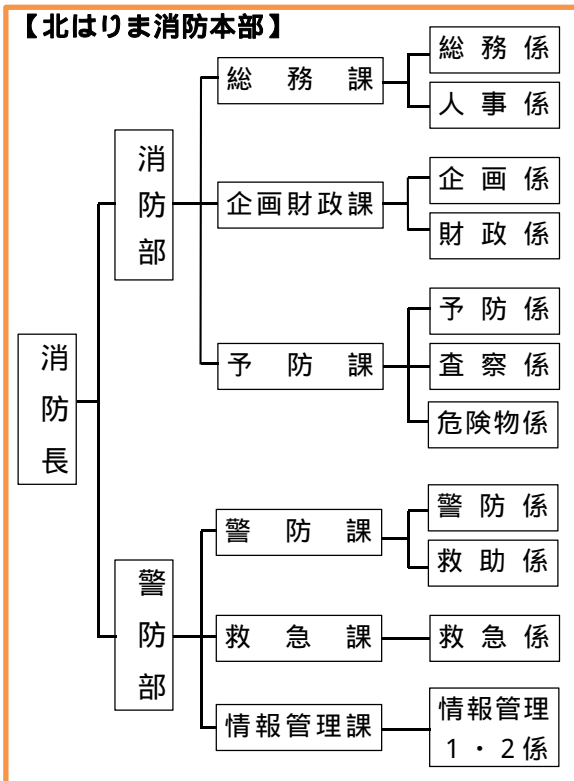 【北はりま消防本部】
消防長
消防部
総務課
総務係
人事係
企画財政課
企画係
財政係
予防課
予防係
査察係
危険物係
警防部
警防課
警防係
救助係
救急課
救急係
情報管理課
情報管理
1・2係